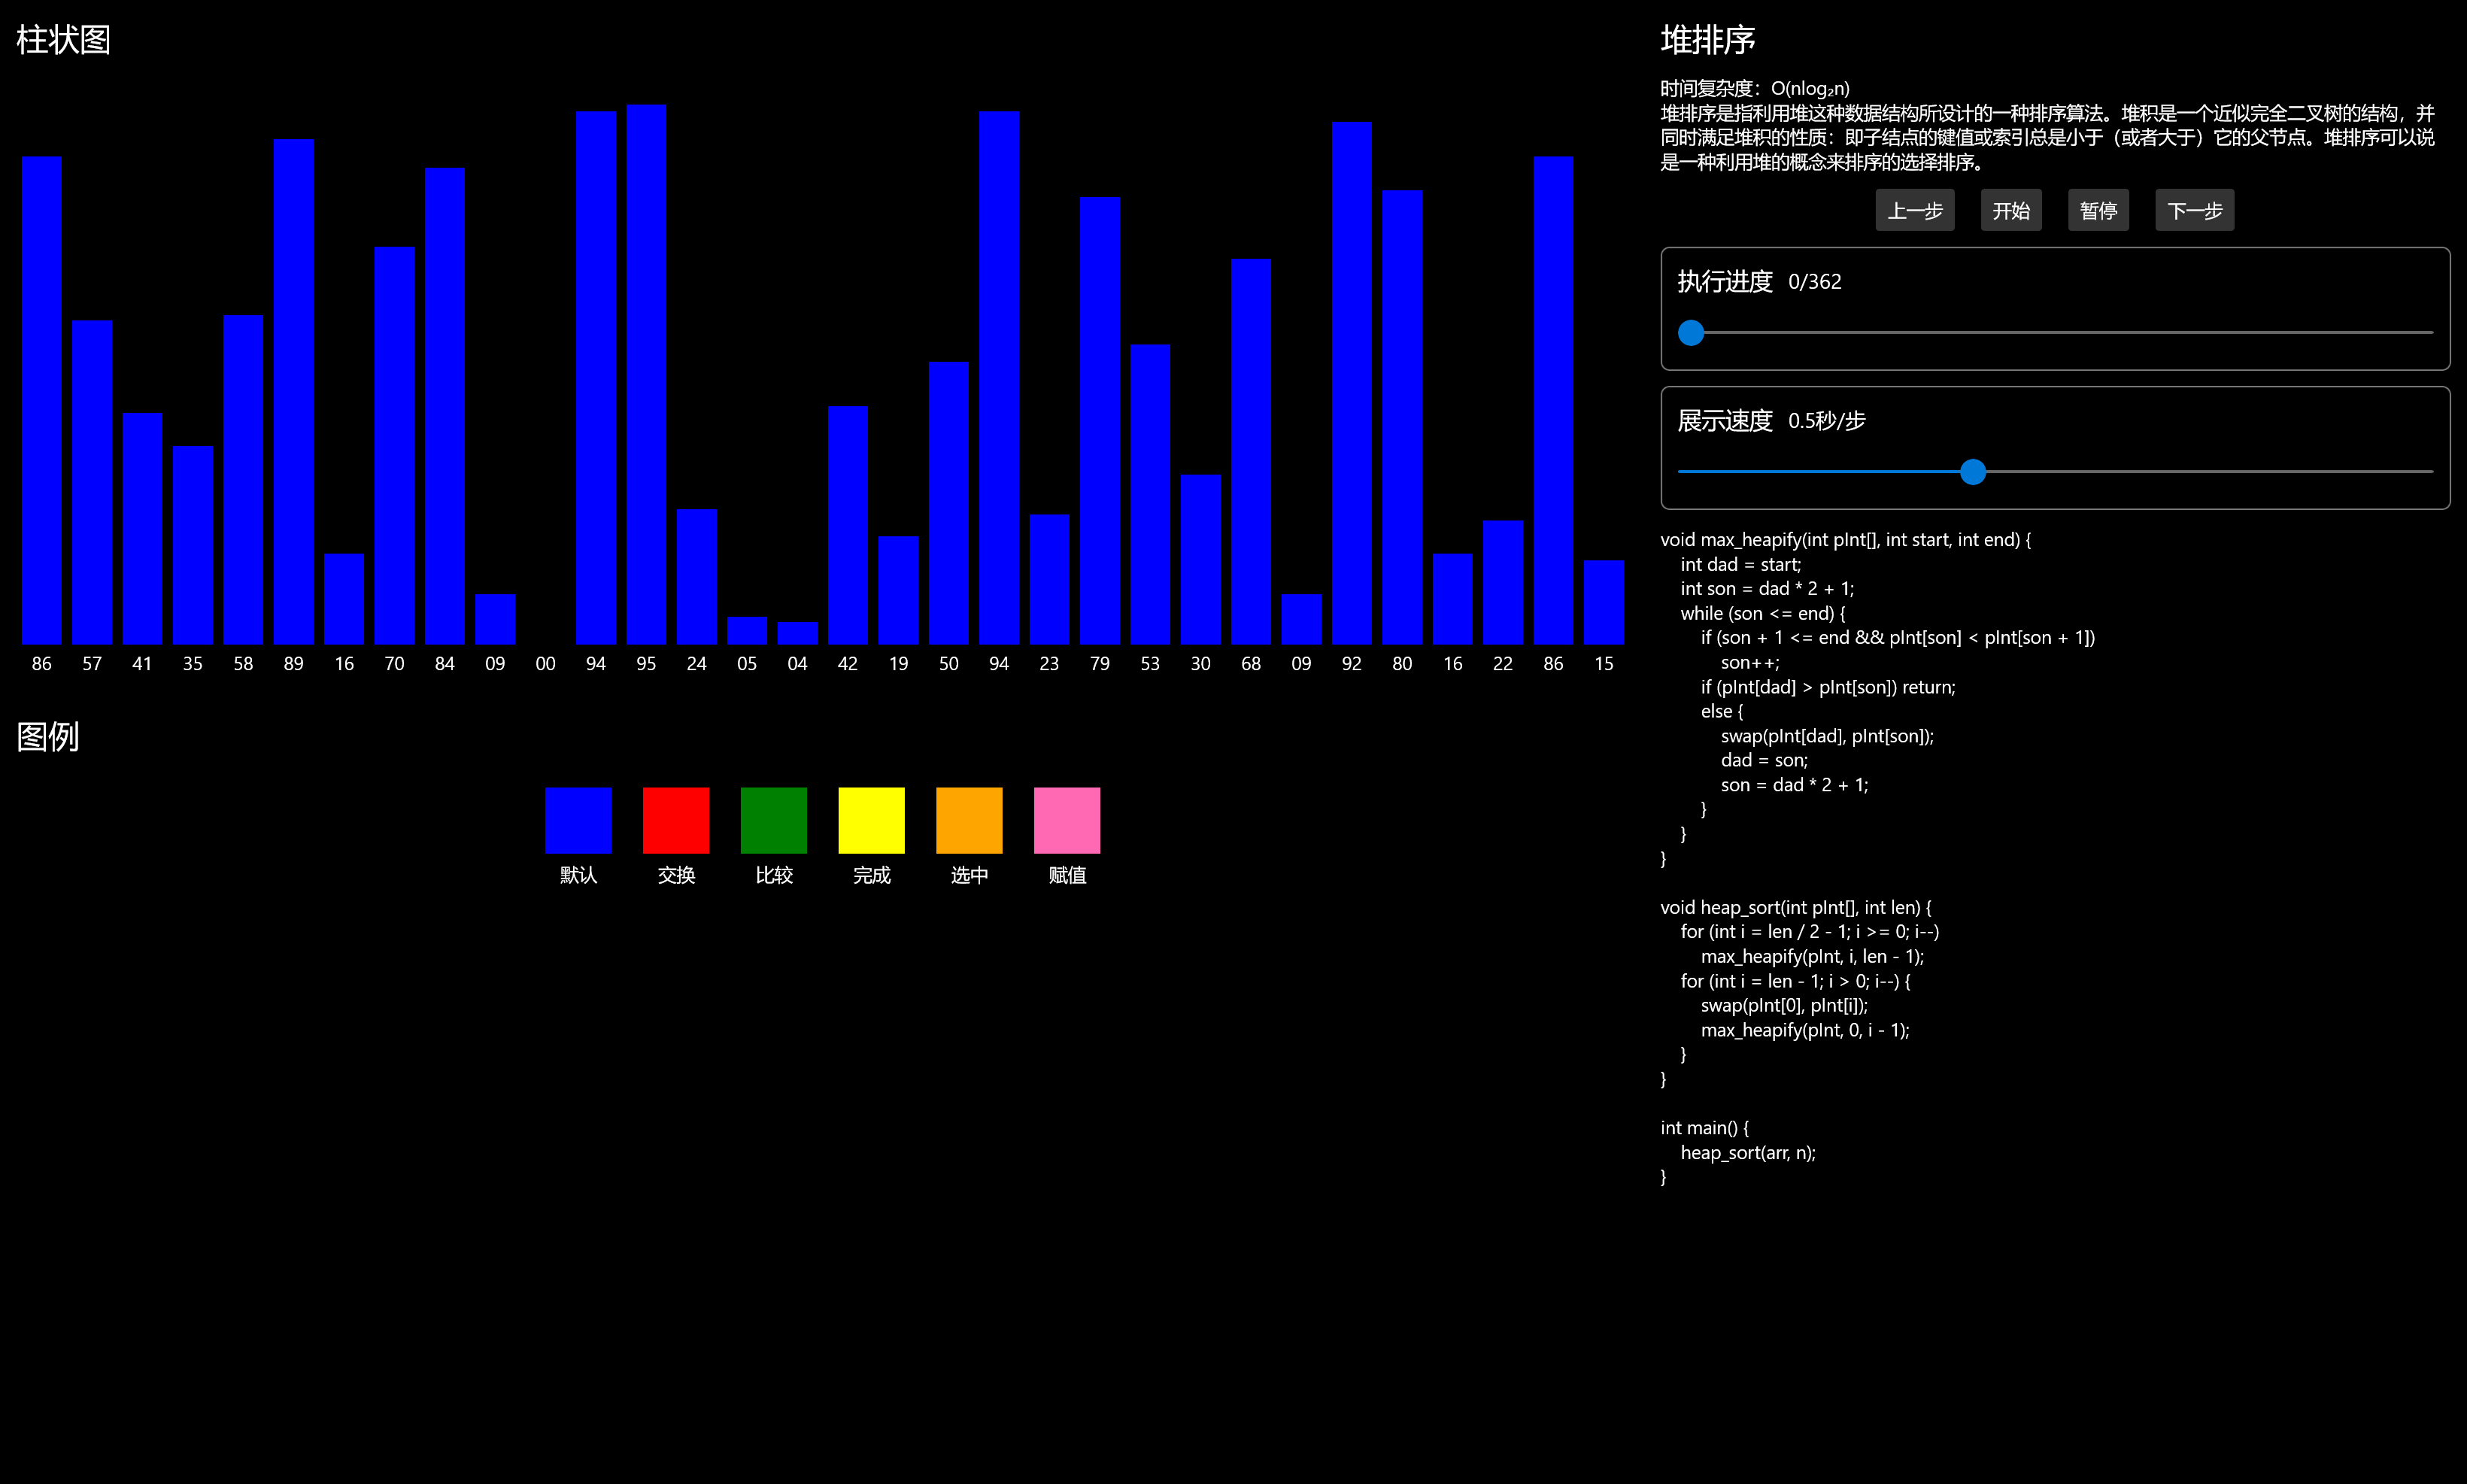 柱状图
86 57 41 35 58 89 16 70 84 09 00 94 95 24 05 04 42 19 50 94 23 79 53 30 68 09 92 80 16 22 86 15
图例
默认 交换 比较 完成 选中 赋值
堆排序
时间复杂度：O(nlog₂n)
堆排序是指利用堆这种数据结构所设计的一种排序算法。堆积是一个近似完全二叉树的结构，并
同时满足堆积的性质：即子结点的键值或索引总是小于（或者大于）它的父节点。堆排序可以说
是一种利用堆的概念来排序的选择排序。
上一步 开始 暂停 下一步
执行进度 0/362
展示速度 0.5秒/步
void max_heapify(int pInt[], int start, int end) {
    int dad = start;
    int son = dad * 2 + 1;
    while (son <= end) {
        if (son + 1 <= end && pInt[son] < pInt[son + 1])
            son++;
        if (pInt[dad] > pInt[son]) return;
        else {
            swap(pInt[dad], pInt[son]);
            dad = son;
            son = dad * 2 + 1;
        }
    }
}

void heap_sort(int pInt[], int len) {
    for (int i = len / 2 - 1; i >= 0; i--)
        max_heapify(pInt, i, len - 1);
    for (int i = len - 1; i > 0; i--) {
        swap(pInt[0], pInt[i]);
        max_heapify(pInt, 0, i - 1);
    }
}

int main() {
    heap_sort(arr, n);
}